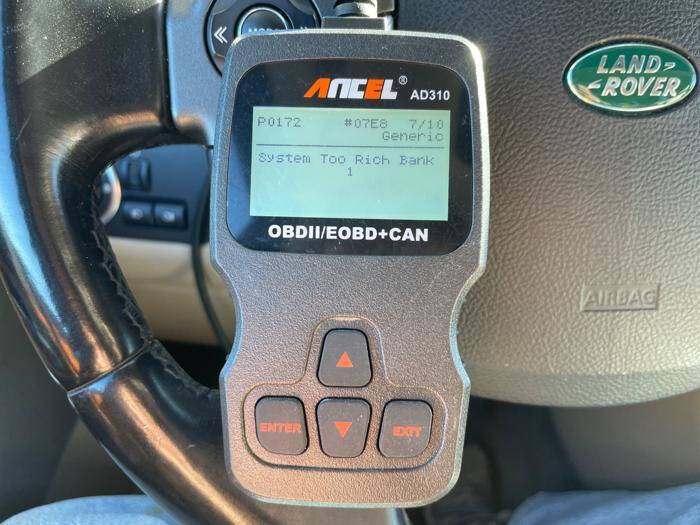 ANCEL® AD310
P0172 #07E8 7/10
Generic
System Too Rich Bank
1
OBDII/EOBD+CAN
ENTER
EXIT
LAND-
-ROVER
AIRBAG